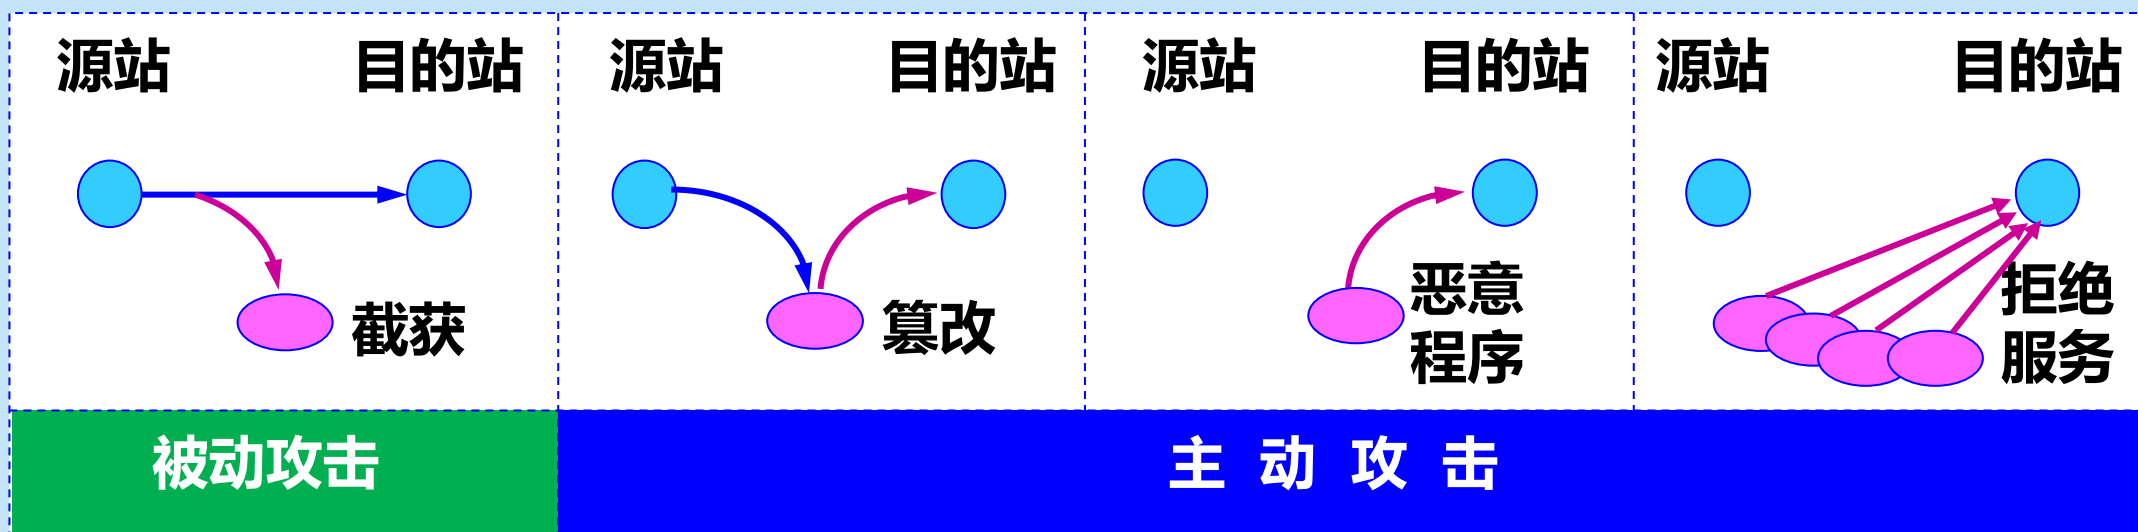 源站 目的站 源站 目的站 源站 目的站 源站 目的站
截获
篡改
恶意
程序
拒绝
服务
被动攻击
主 动 攻 击